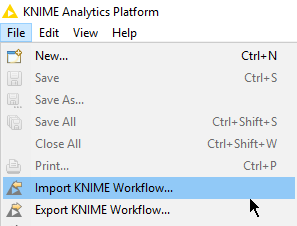 KNIME Analytics Platform
File Edit View Help
New... Ctrl+N
Save Ctrl+S
Save As...
Save All Ctrl+Shift+S
Close All Ctrl+Shift+W
Print... Ctrl+P
Import KNIME Workflow...
Export KNIME Workflow...